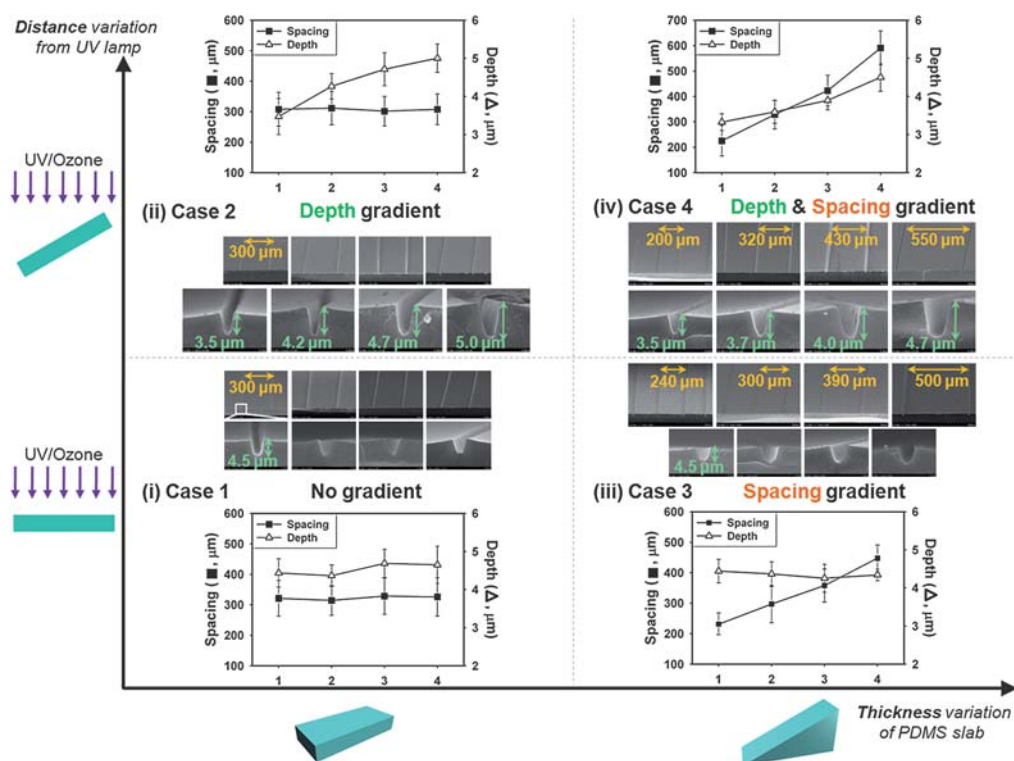 Distance variation
from UV lamp
UV/Ozone
UV/Ozone
Spacing (■, μm)
600
500
400
300
200
100
Spacing
Depth
6
5
4
3
2
Depth (Δ, μm)
1 2 3 4
(ii) Case 2 Depth gradient
300 μm
3.5 μm 4.2 μm 4.7 μm 5.0 μm
Spacing (■, μm)
700
600
500
400
300
200
100
Spacing
Depth
6
5
4
3
2
Depth (Δ, μm)
1 2 3 4
(iv) Case 4 Depth & Spacing gradient
200 μm 320 μm 430 μm 550 μm
3.5 μm 3.7 μm 4.0 μm 4.7 μm
300 μm
4.5 μm
(i) Case 1 No gradient
Spacing (■, μm)
600
500
400
300
200
100
Spacing
Depth
6
5
4
3
2
Depth (Δ, μm)
1 2 3 4
240 μm 300 μm 390 μm 500 μm
4.5 μm
(iii) Case 3 Spacing gradient
Spacing (■, μm)
600
500
400
300
200
100
Spacing
Depth
6
5
4
3
2
Depth (Δ, μm)
1 2 3 4
Thickness variation
of PDMS slab